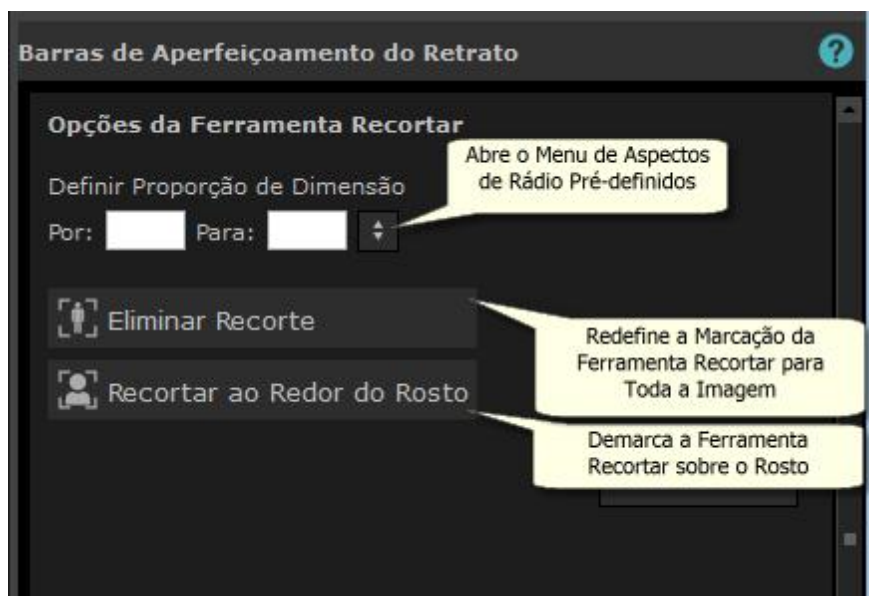 Barras de Aperfeiçoamento do Retrato
?
Opções da Ferramenta Recortar
Abre o Menu de Aspectos
de Rádio Pré-definidos
Definir Proporção de Dimensão
Por: Para:
Eliminar Recorte
Redefine a Marcação da
Ferramenta Recortar para
Toda a Imagem
Recortar ao Redor do Rosto
Demarca a Ferramenta
Recortar sobre o Rosto